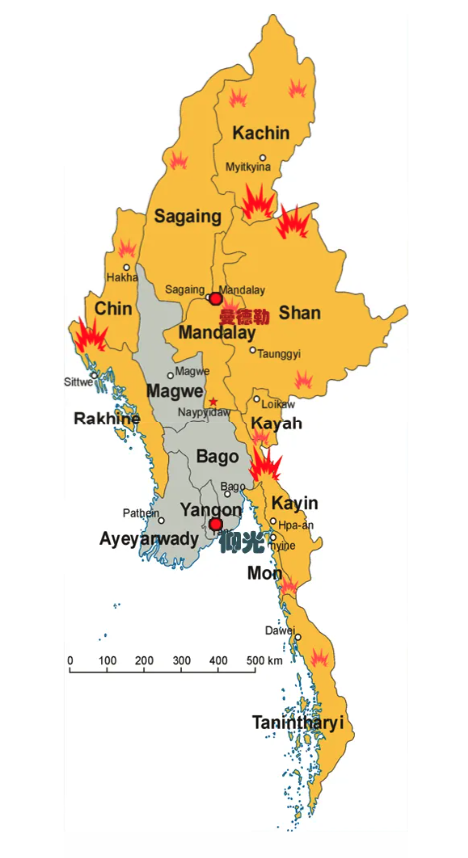 Kachin
Myitkyina
Sagaing
Hakha
Chin
Sagaing
Mandalay
曼德勒
Mandalay
Shan
Taunggyi
Sittwe
Magwe
Magwe
Rakhine
Naypyidaw
Loikaw
Kayah
Bago
Bago
Kayin
Pathein
Yangon
Hpa-an
Ayeyarwady
仰光
Mon
Dawei
0 100 200 300 400 500 km
Tanintharyi